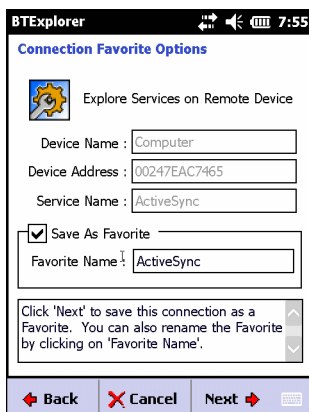 BTExplorer 7:55
Connection Favorite Options
Explore Services on Remote Device
Device Name : Computer
Device Address : 00247EAC7465
Service Name : ActiveSync
Save As Favorite
Favorite Name : ActiveSync
Click 'Next' to save this connection as a
Favorite. You can also rename the Favorite
by clicking on 'Favorite Name'.
Back Cancel Next